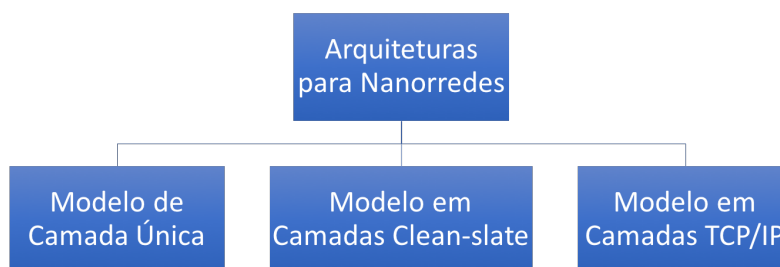 Arquiteturas
para Nanorredes
Modelo de
Camada Única
Modelo em
Camadas Clean-slate
Modelo em
Camadas TCP/IP